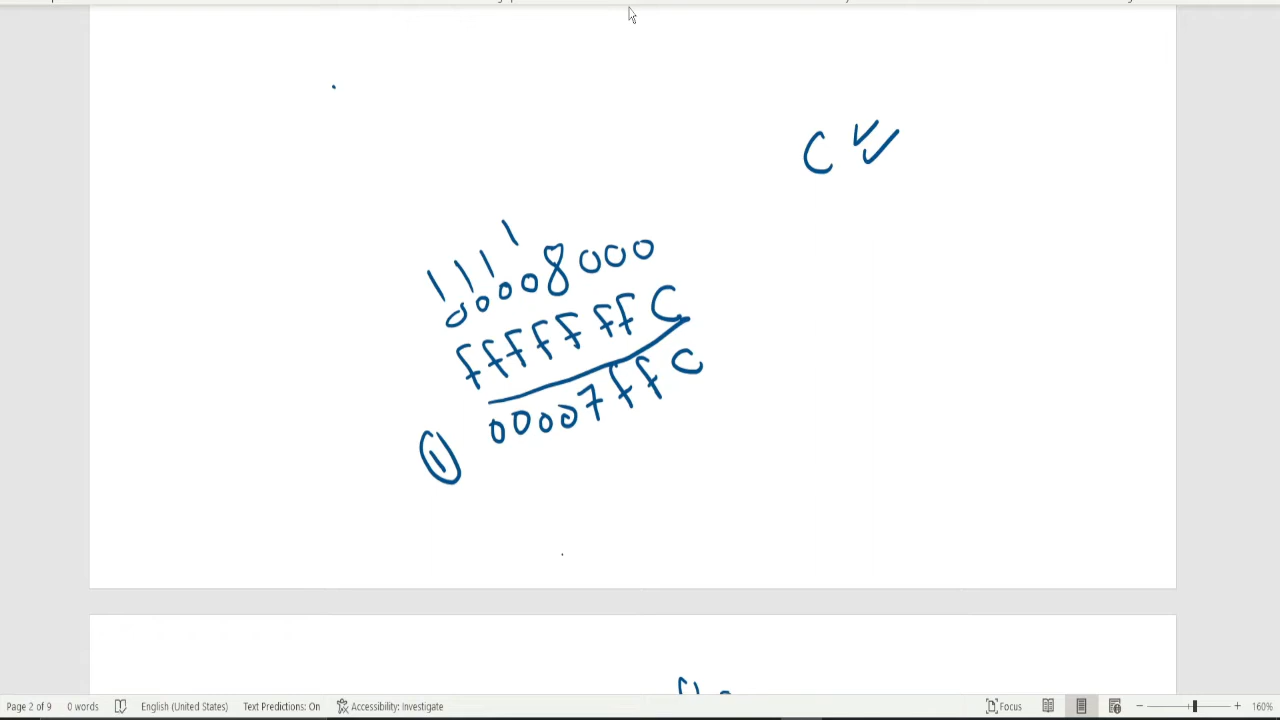 C
1 1 1 1
00008000
fffffffC
① 00007ffC
Page 2 of 9 0 words English (United States) Text Predictions: On Accessibility: Investigate Focus 160%